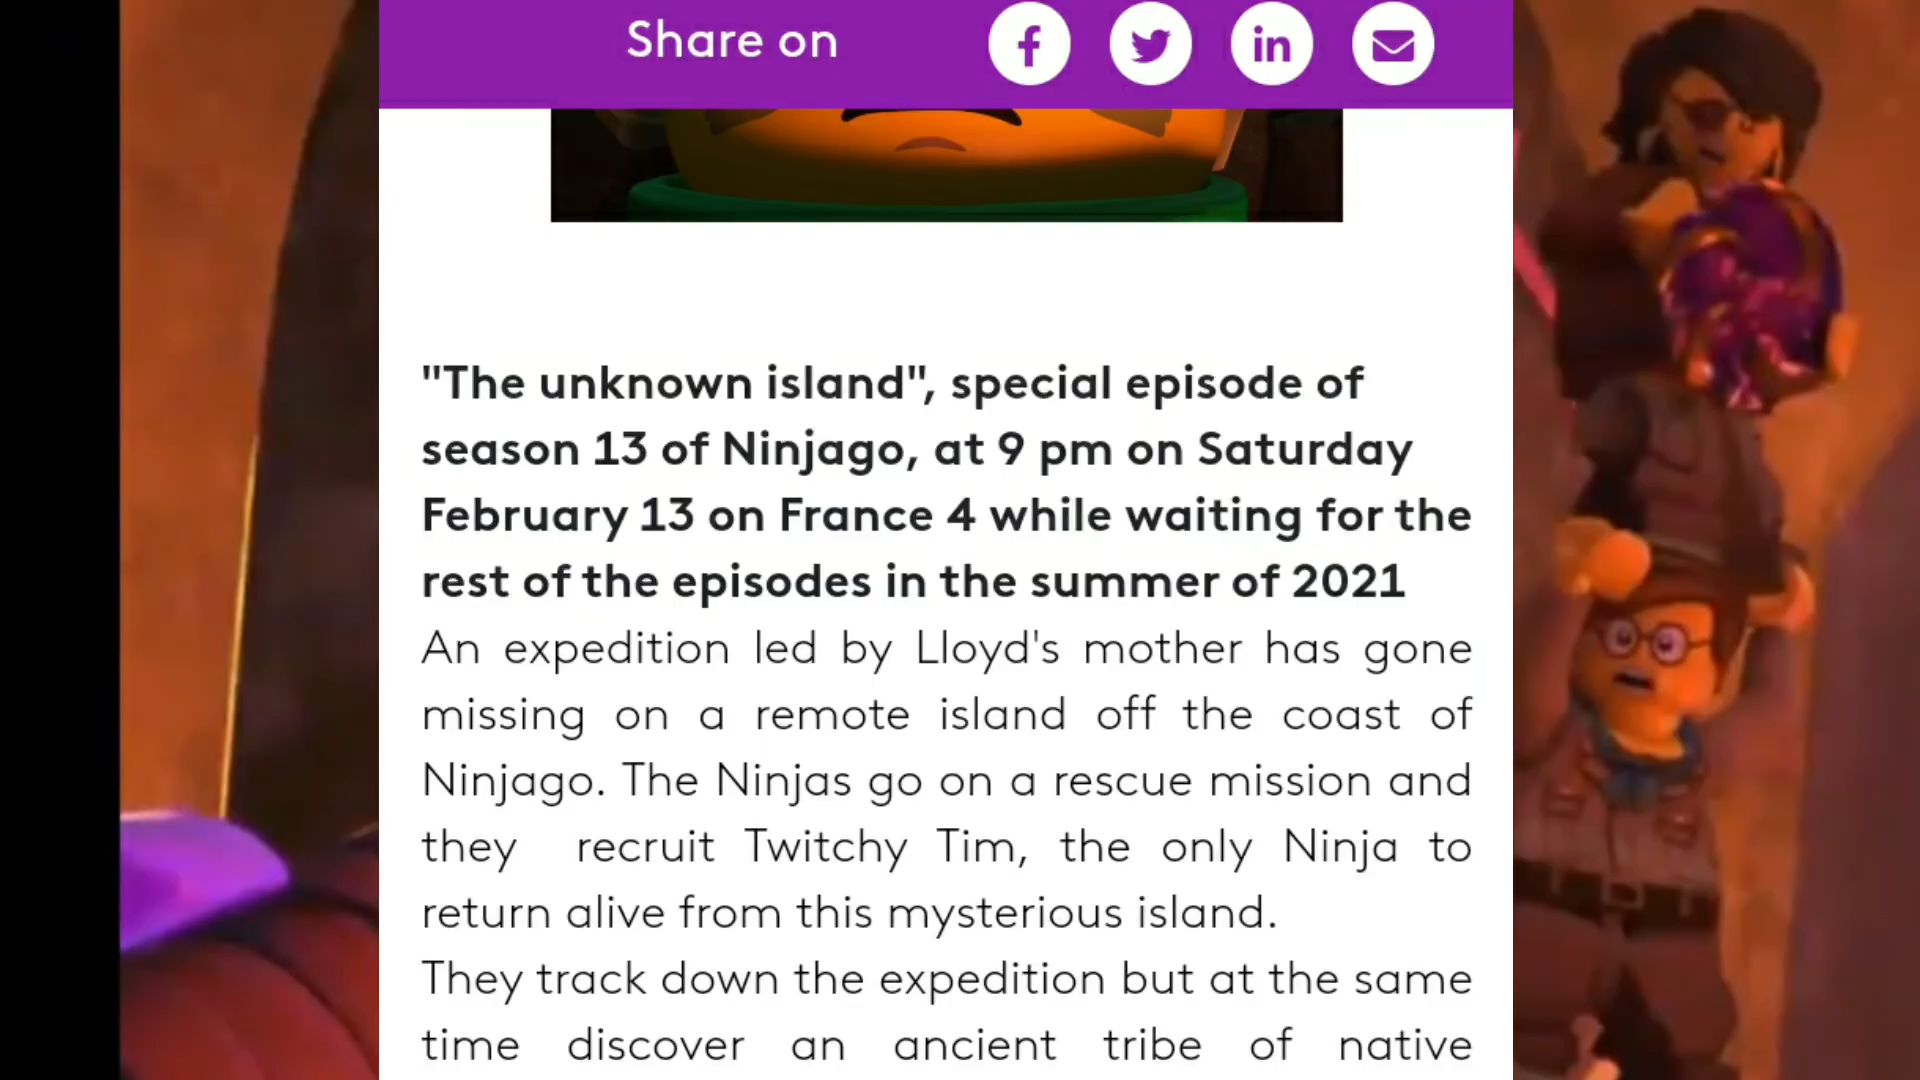 Share on
"The unknown island", special episode of
season 13 of Ninjago, at 9 pm on Saturday
February 13 on France 4 while waiting for the
rest of the episodes in the summer of 2021
An expedition led by Lloyd's mother has gone
missing on a remote island off the coast of
Ninjago. The Ninjas go on a rescue mission and
they recruit Twitchy Tim, the only Ninja to
return alive from this mysterious island.
They track down the expedition but at the same
time discover an ancient tribe of native